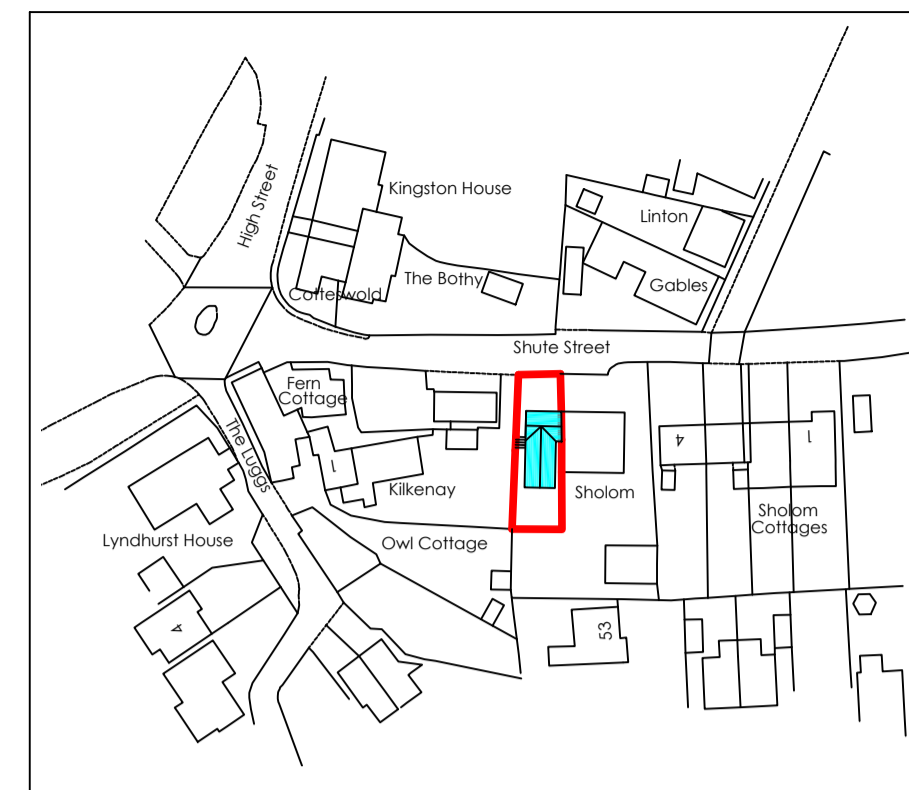 High Street
Kingston House
Linton
The Bothy
Gables
Cotteswold
Shute Street
Fern
Cottage
The Luggs
4
1
1
Kilkenay
Sholom
Sholom
Cottages
Lyndhurst House
Owl Cottage
4
53